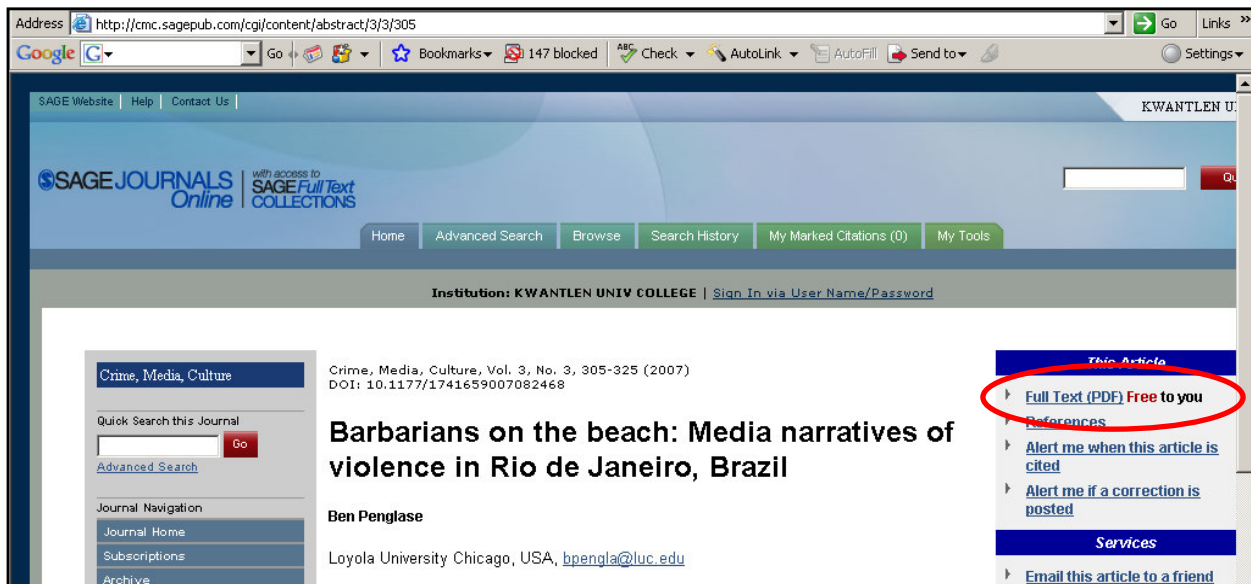 Address http://cmc.sagepub.com/cgi/content/abstract/3/3/305 Go Links »
Google G Go Bookmarks 147 blocked ABC Check AutoLink AutoFill Send to Settings
SAGE Website | Help | Contact Us |
KWANTLEN U
SSAGE JOURNALS Online
with access to SAGE Full Text COLLECTIONS
Qu
Home Advanced Search Browse Search History My Marked Citations (0) My Tools
Institution: KWANTLEN UNIV COLLEGE | Sign In via User Name/Password
Crime, Media, Culture
Quick Search this Journal
Go
Advanced Search
Journal Navigation
Journal Home
Subscriptions
Archive
Crime, Media, Culture, Vol. 3, No. 3, 305-325 (2007)
DOI: 10.1177/1741659007082468
Barbarians on the beach: Media narratives of
violence in Rio de Janeiro, Brazil
Ben Penglase
Loyola University Chicago, USA, bpengla@luc.edu
This Article
Full Text (PDF) Free to you
References
Alert me when this article is
cited
Alert me if a correction is
posted
Services
Email this article to a friend